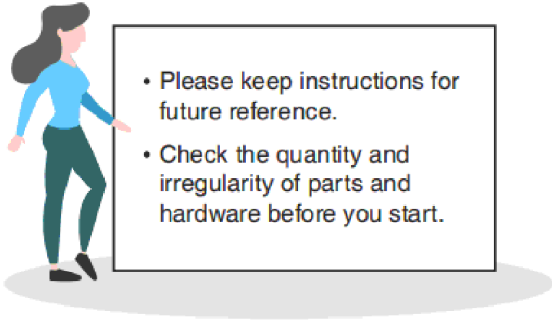 • Please keep instructions for
future reference.
• Check the quantity and
irregularity of parts and
hardware before you start.